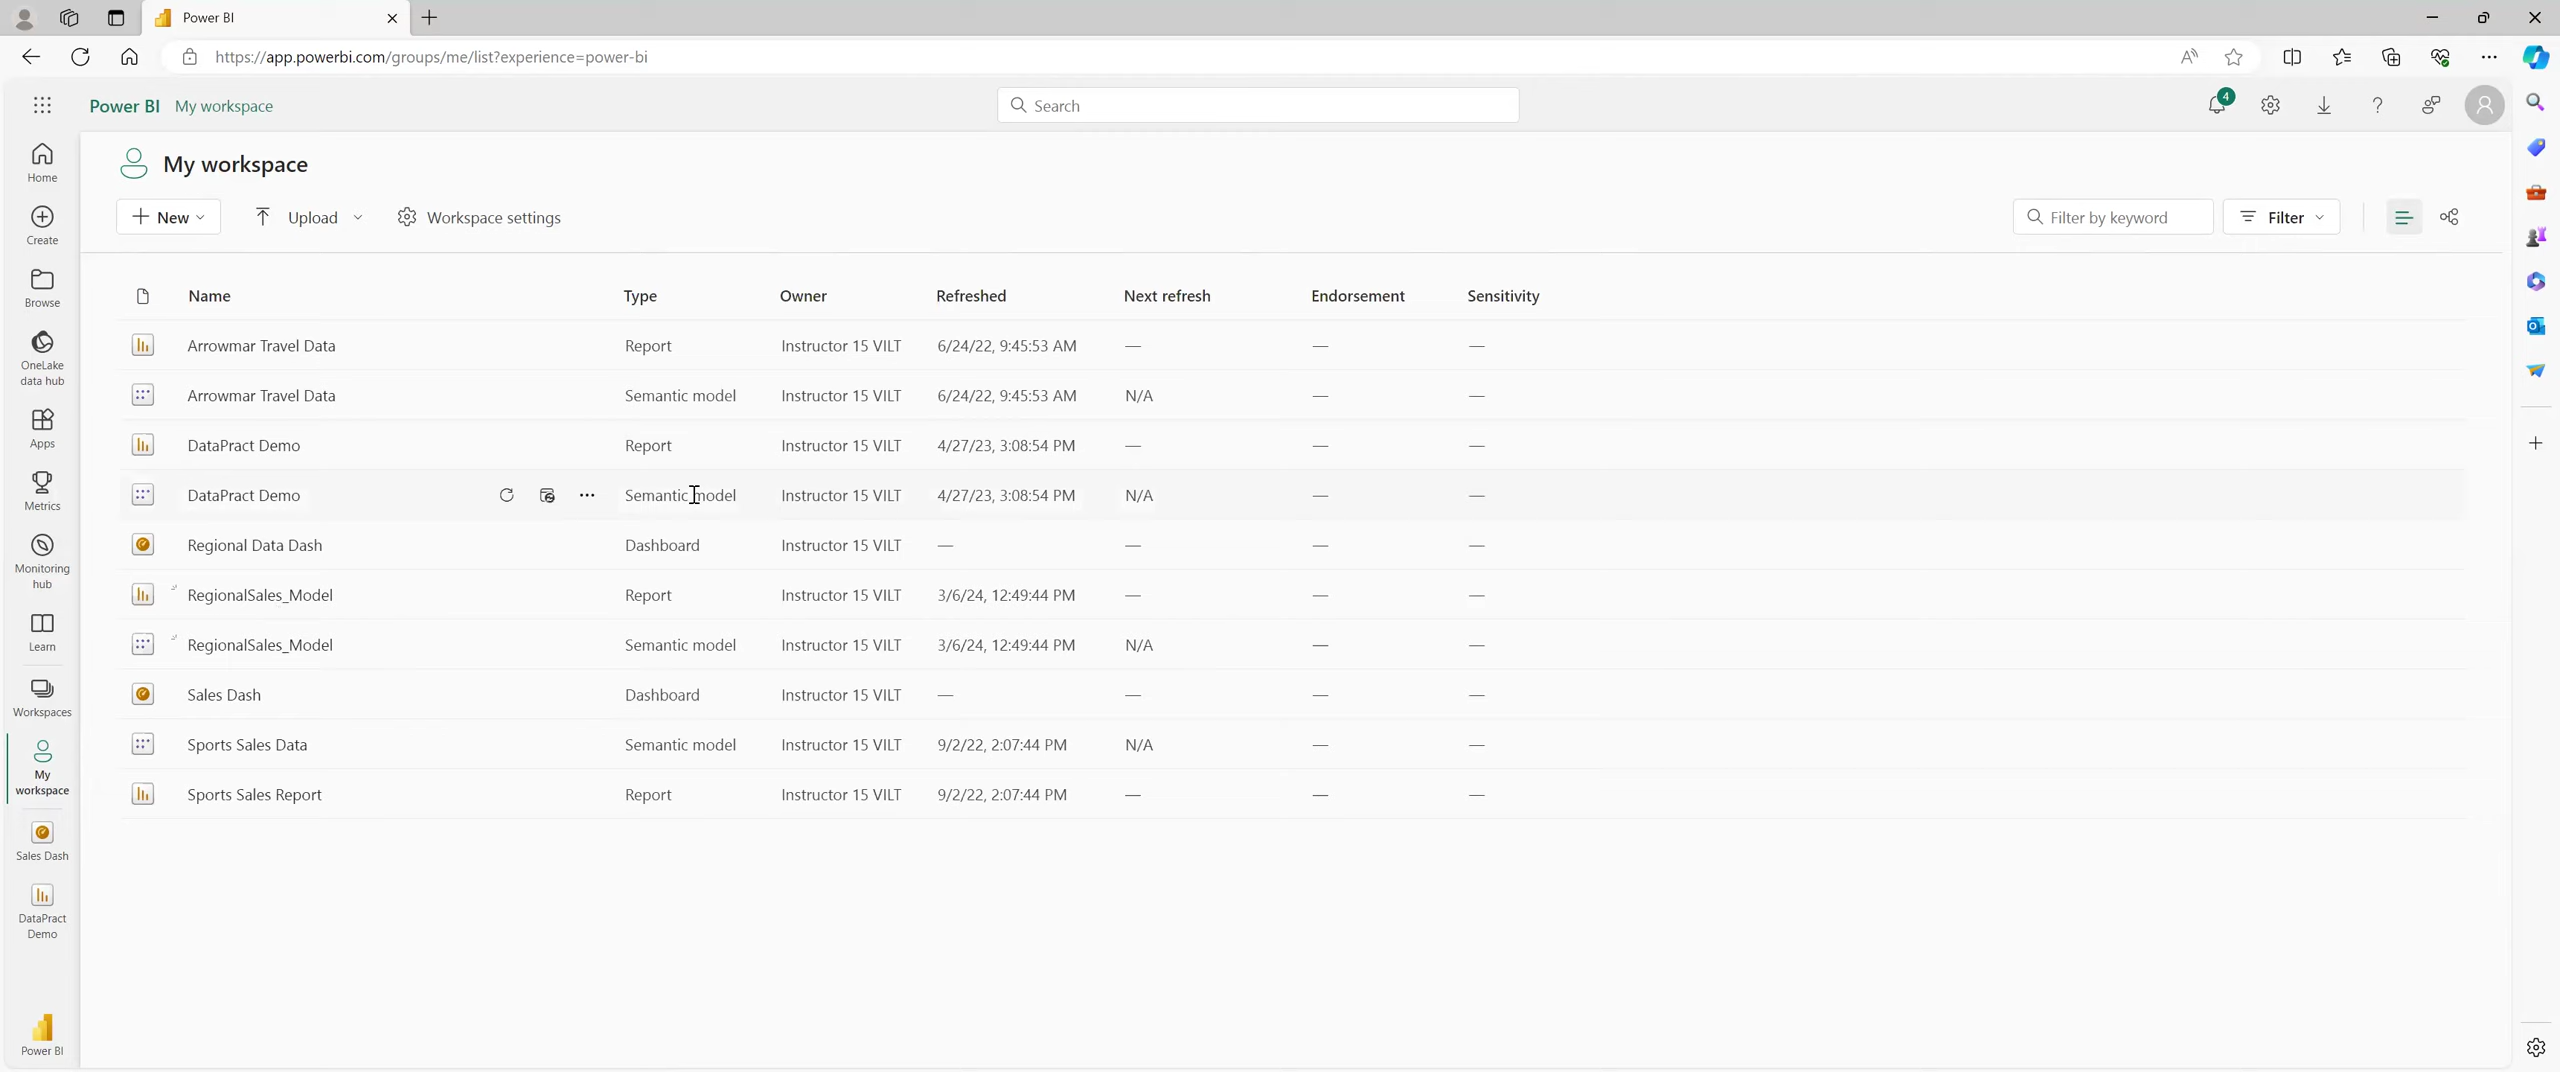 Power BI
https://app.powerbi.com/groups/me/list?experience=power-bi
Power BI My workspace
Search
4
Home
Create
Browse
OneLake
data hub
Apps
Metrics
Monitoring
hub
Learn
Workspaces
My
workspace
Sales Dash
DataPract
Demo
Power BI
My workspace
New
Upload
Workspace settings
Filter by keyword
Filter
Name Type Owner Refreshed Next refresh Endorsement Sensitivity
Arrowmar Travel Data Report Instructor 15 VILT 6/24/22, 9:45:53 AM — — —
Arrowmar Travel Data Semantic model Instructor 15 VILT 6/24/22, 9:45:53 AM N/A — —
DataPract Demo Report Instructor 15 VILT 4/27/23, 3:08:54 PM — — —
DataPract Demo Semantic model Instructor 15 VILT 4/27/23, 3:08:54 PM N/A — —
Regional Data Dash Dashboard Instructor 15 VILT — — — —
RegionalSales_Model Report Instructor 15 VILT 3/6/24, 12:49:44 PM — — —
RegionalSales_Model Semantic model Instructor 15 VILT 3/6/24, 12:49:44 PM N/A — —
Sales Dash Dashboard Instructor 15 VILT — — — —
Sports Sales Data Semantic model Instructor 15 VILT 9/2/22, 2:07:44 PM N/A — —
Sports Sales Report Report Instructor 15 VILT 9/2/22, 2:07:44 PM — — —